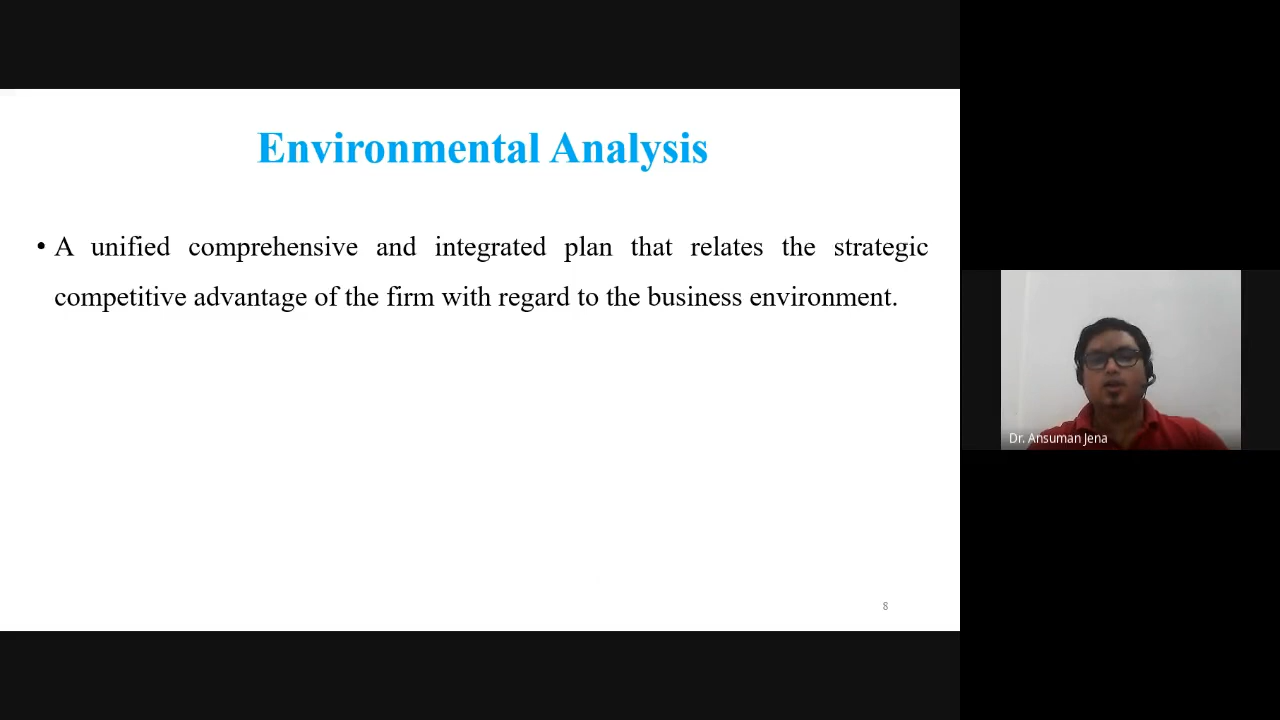 Environmental Analysis
• A unified comprehensive and integrated plan that relates the strategic
competitive advantage of the firm with regard to the business environment.
8
Dr. Ansuman Jena